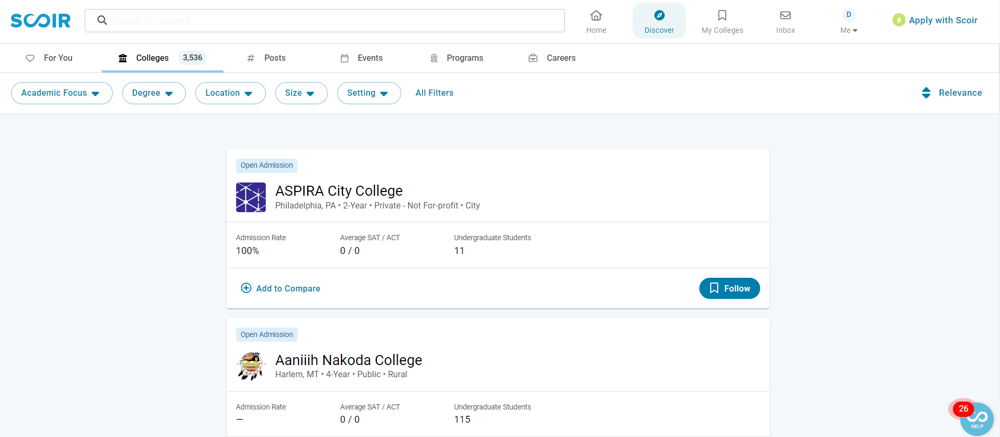 SCOIR
Search for careers
Home
Discover
My Colleges
Inbox
D
Me
Apply with Scoir
For You
Colleges 3,536
# Posts
Events
Programs
Careers
Academic Focus
Degree
Location
Size
Setting
All Filters
Relevance
Open Admission
ASPIRA City College
Philadelphia, PA • 2-Year • Private - Not For-profit • City
Admission Rate
100%
Average SAT / ACT
0 / 0
Undergraduate Students
11
Add to Compare
Follow
Open Admission
Aaniiih Nakoda College
Harlem, MT • 4-Year • Public • Rural
Admission Rate
—
Average SAT / ACT
0 / 0
Undergraduate Students
115
26
HELP